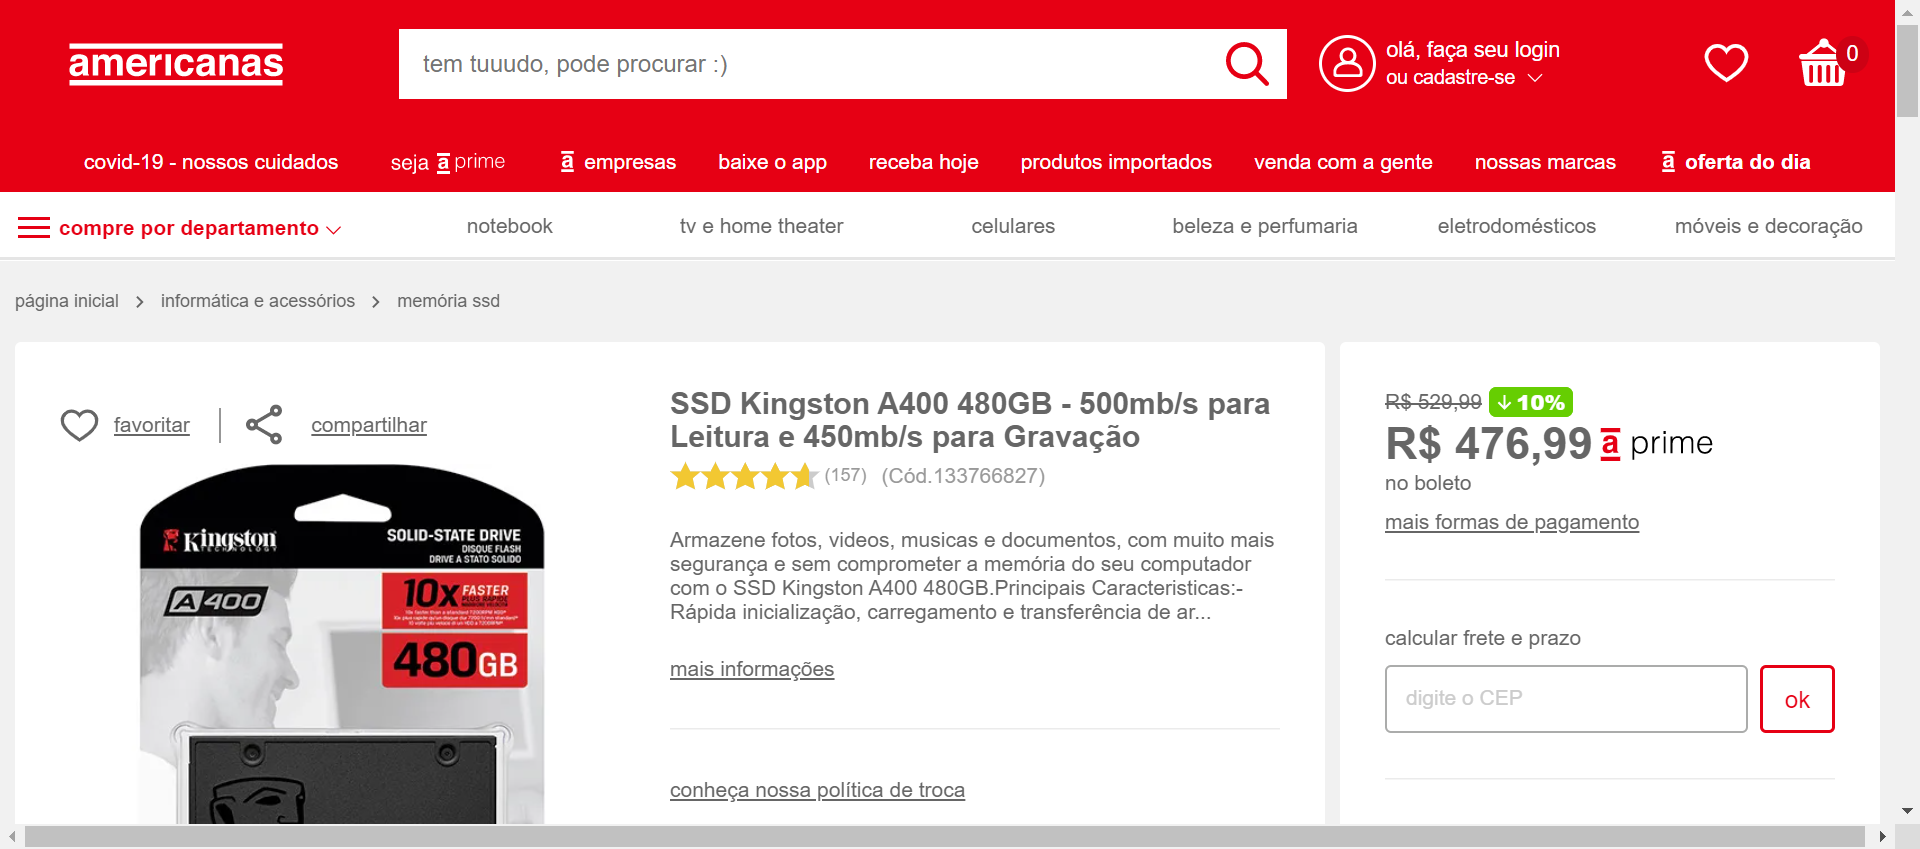 americanas
tem tuuudo, pode procurar :)
olá, faça seu login
ou cadastre-se
0
covid-19 - nossos cuidados
seja a prime
a empresas
baixe o app
receba hoje
produtos importados
venda com a gente
nossas marcas
a oferta do dia
compre por departamento
notebook
tv e home theater
celulares
beleza e perfumaria
eletrodomésticos
móveis e decoração
página inicial
informática e acessórios
memória ssd
favoritar
compartilhar
Kingston
TECHNOLOGY
SOLID-STATE DRIVE
DISQUE FLASH
DRIVE A STATO SOLIDO
A400
10x FASTER
PLUS RAPIDE
480GB
SSD Kingston A400 480GB - 500mb/s para
Leitura e 450mb/s para Gravação
(157) (Cód.133766827)
Armazene fotos, videos, musicas e documentos, com muito mais
segurança e sem comprometer a memória do seu computador
com o SSD Kingston A400 480GB.Principais Caracteristicas:-
Rápida inicialização, carregamento e transferência de ar...
mais informações
conheça nossa política de troca
R$ 529,99 10%
R$ 476,99 a prime
no boleto
mais formas de pagamento
calcular frete e prazo
digite o CEP
ok